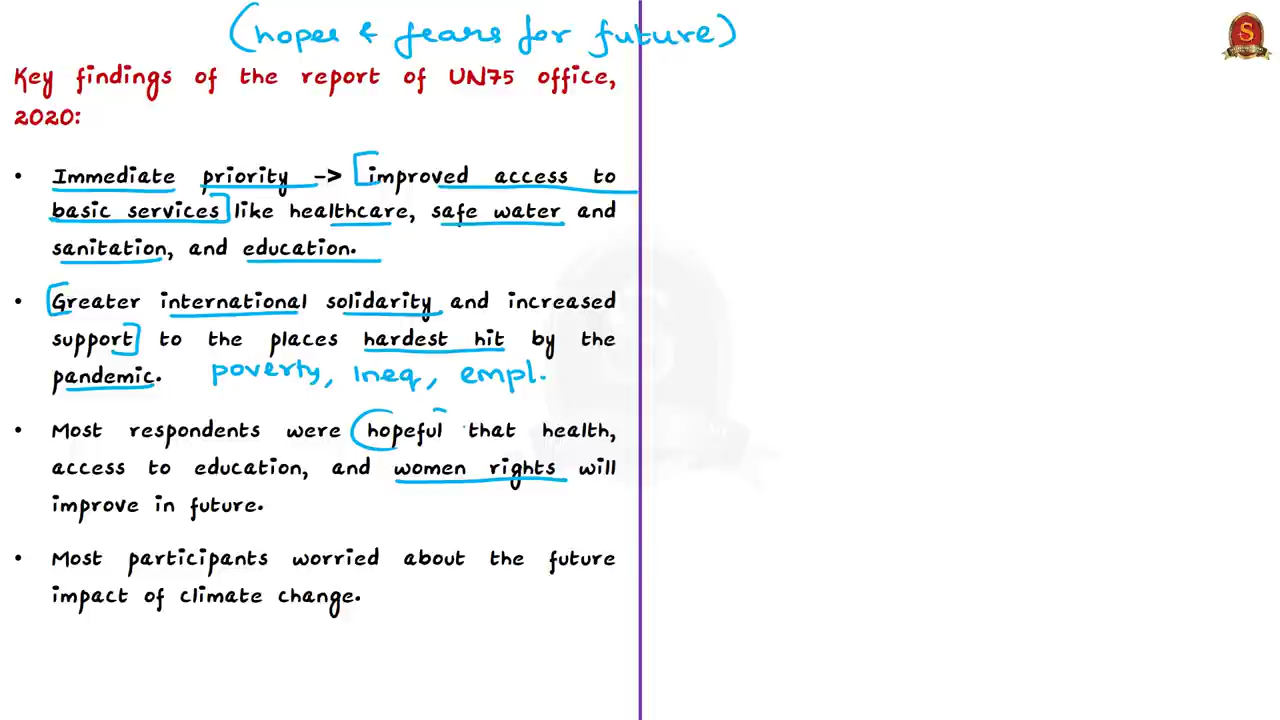 (hopes & fears for future)
Key findings of the report of UN75 office,
2020:
• Immediate priority -> improved access to
basic services like healthcare, safe water and
sanitation, and education.
• Greater international solidarity and increased
support to the places hardest hit by the
pandemic. poverty, ineq, empl.
• Most respondents were hopeful that health,
access to education, and women rights will
improve in future.
• Most participants worried about the future
impact of climate change.
S